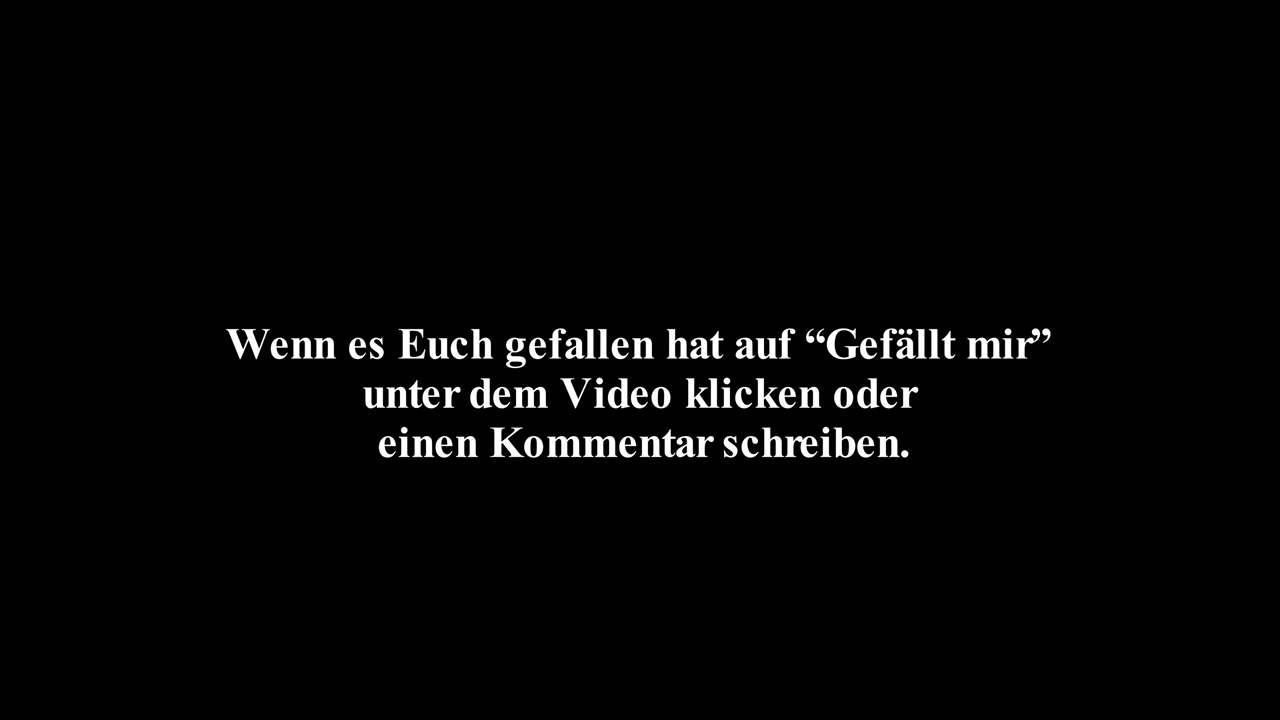 Wenn es Euch gefallen hat auf “Gefällt mir”
unter dem Video klicken oder
einen Kommentar schreiben.